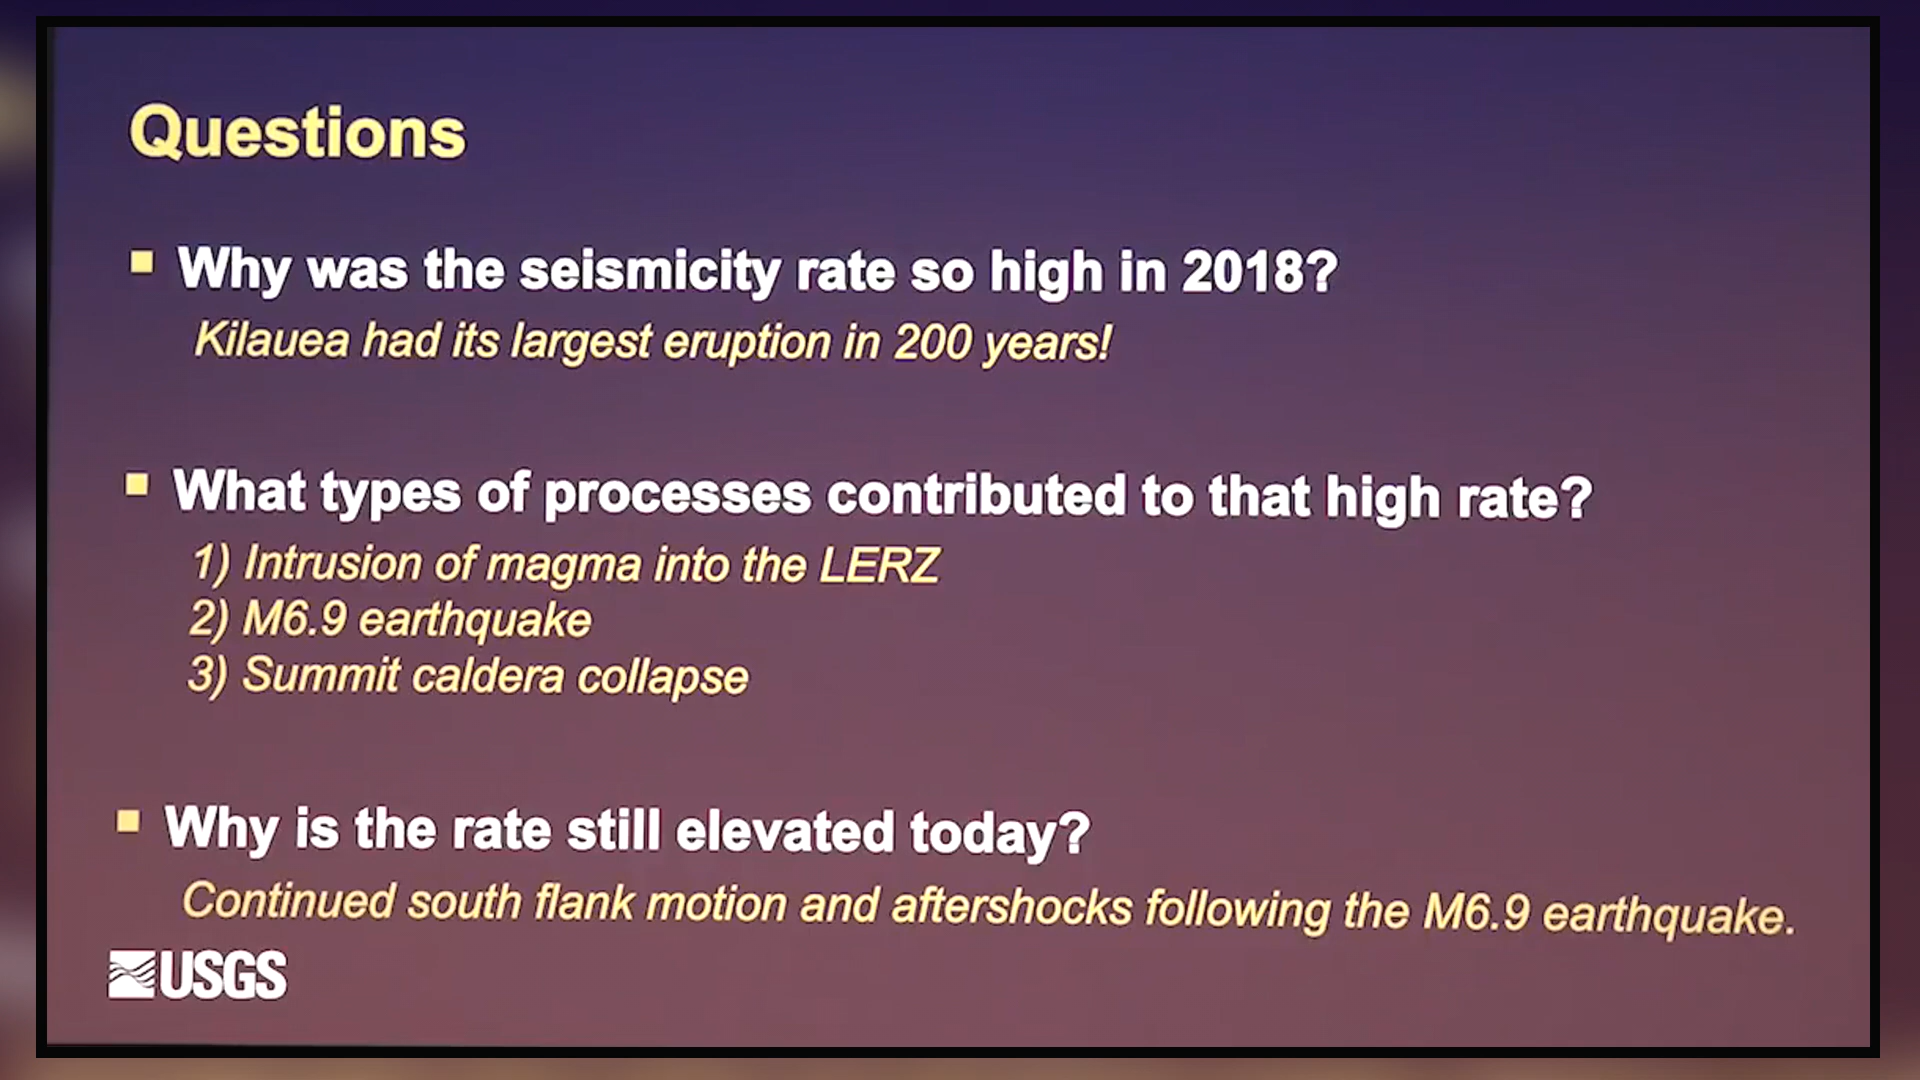 Questions
Why was the seismicity rate so high in 2018?
Kilauea had its largest eruption in 200 years!
What types of processes contributed to that high rate?
1) Intrusion of magma into the LERZ
2) M6.9 earthquake
3) Summit caldera collapse
Why is the rate still elevated today?
Continued south flank motion and aftershocks following the M6.9 earthquake.
USGS